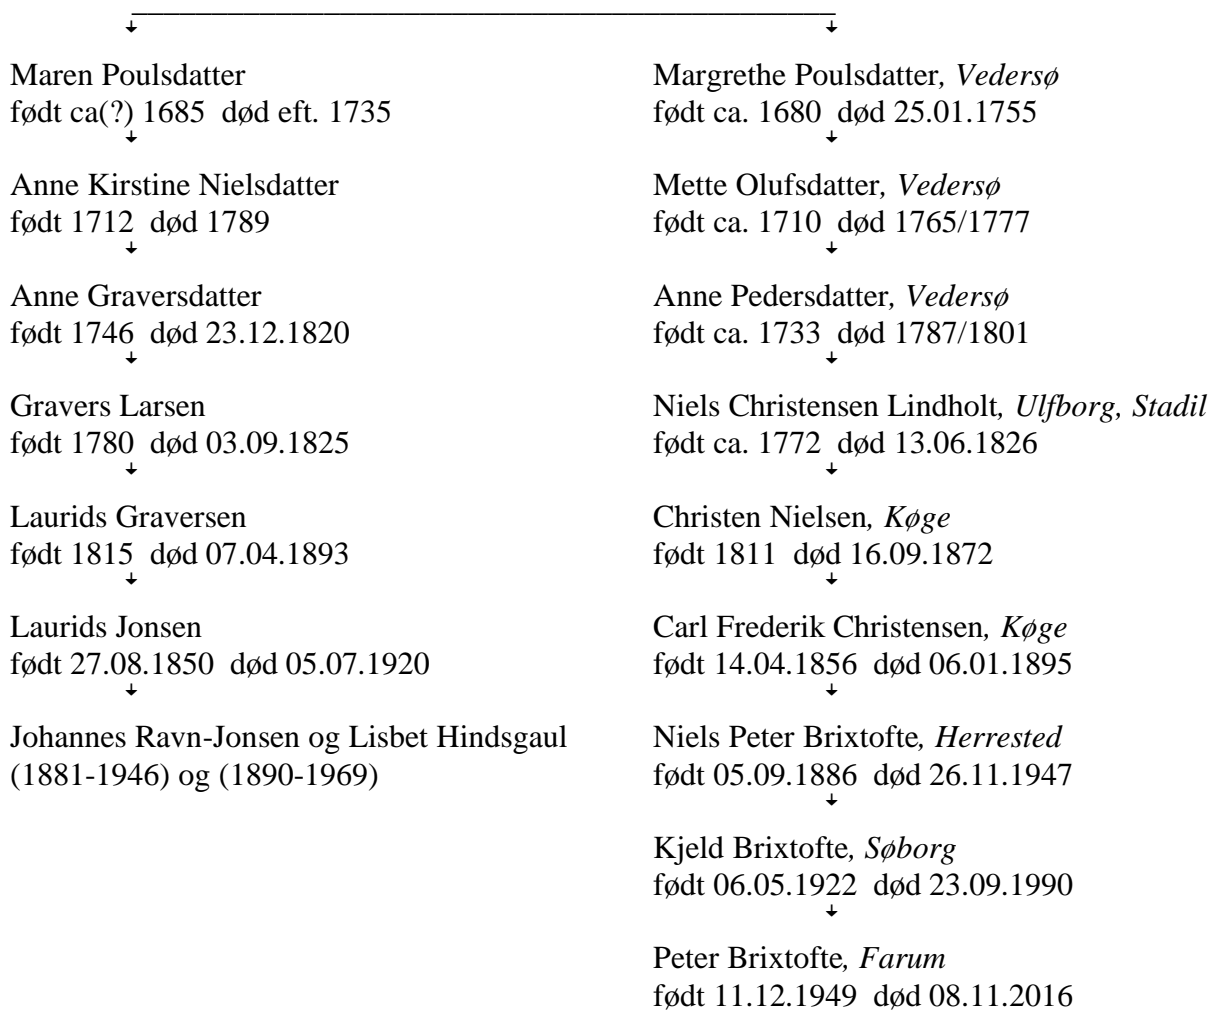 Maren Poulsdatter
født ca(?) 1685 død eft. 1735
Anne Kirstine Nielsdatter
født 1712 død 1789
Anne Graversdatter
født 1746 død 23.12.1820
Gravers Larsen
født 1780 død 03.09.1825
Laurids Graversen
født 1815 død 07.04.1893
Laurids Jonsen
født 27.08.1850 død 05.07.1920
Johannes Ravn-Jonsen og Lisbet Hindsgaul
(1881-1946) og (1890-1969)
Margrethe Poulsdatter, Vedersø
født ca. 1680 død 25.01.1755
Mette Olufsdatter, Vedersø
født ca. 1710 død 1765/1777
Anne Pedersdatter, Vedersø
født ca. 1733 død 1787/1801
Niels Christensen Lindholt, Ulfborg, Stadil
født ca. 1772 død 13.06.1826
Christen Nielsen, Køge
født 1811 død 16.09.1872
Carl Frederik Christensen, Køge
født 14.04.1856 død 06.01.1895
Niels Peter Brixtofte, Herrested
født 05.09.1886 død 26.11.1947
Kjeld Brixtofte, Søborg
født 06.05.1922 død 23.09.1990
Peter Brixtofte, Farum
født 11.12.1949 død 08.11.2016